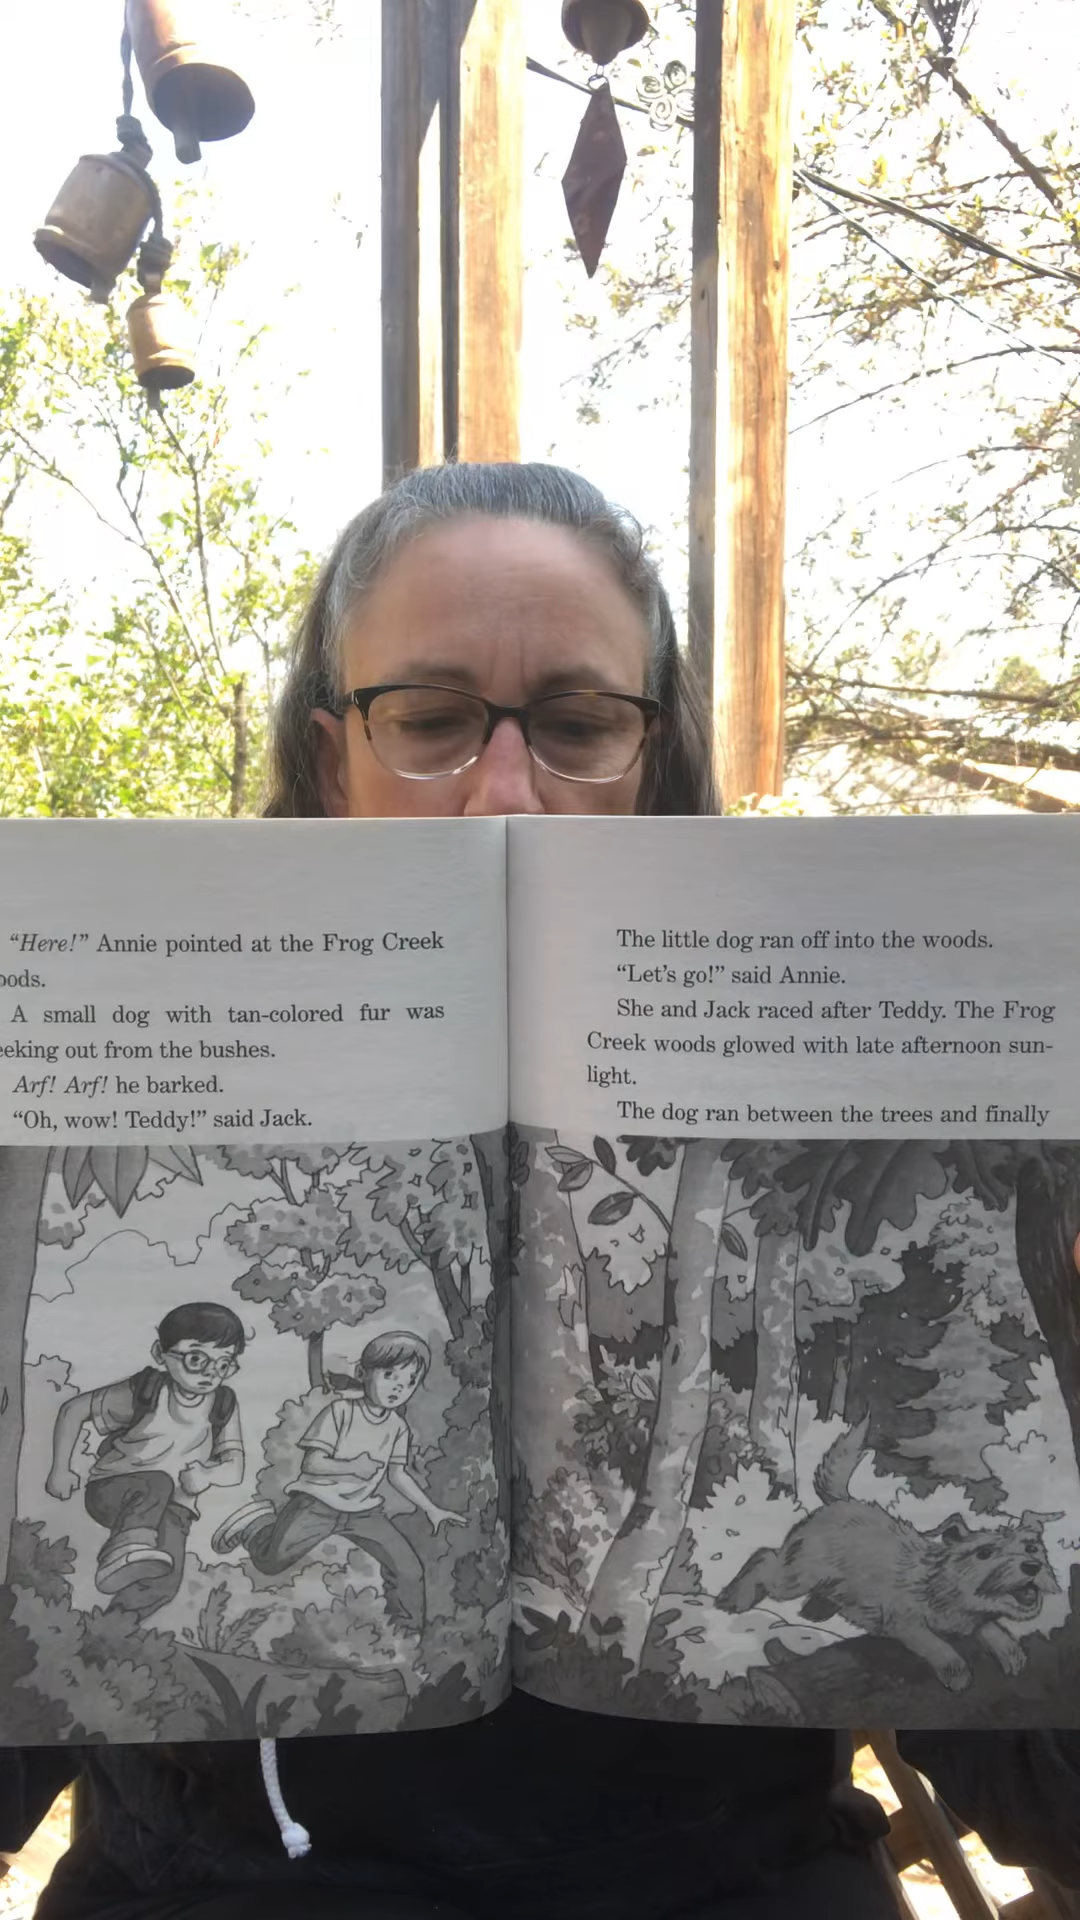 "Here!" Annie pointed at the Frog Creek
A small dog with tan-colored fur was
out from the bushes.
Arf! Arf! he barked.
"Oh, wow! Teddy!" said Jack.
The little dog ran off into the woods.
"Let's go!" said Annie.
She and Jack raced after Teddy. The Frog
Creek woods glowed with late afternoon sun-
light.
The dog ran between the trees and finally